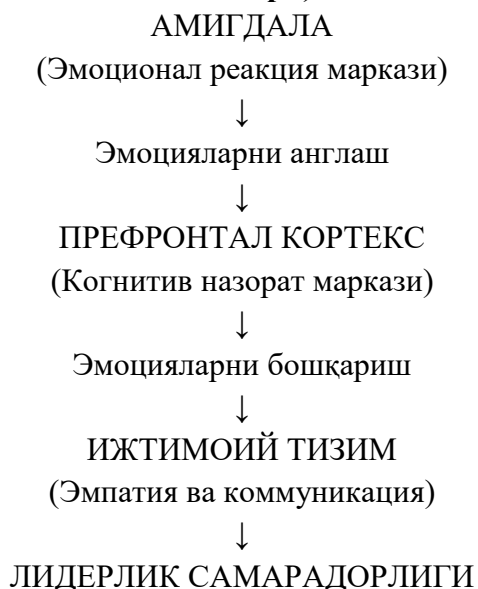 АМИГДАЛА
(Эмоционал реакция маркази)
↓
Эмоцияларни англаш
↓
ПРЕФРОНТАЛ КОРТЕКС
(Когнитив назорат маркази)
↓
Эмоцияларни бошқариш
↓
ИЖТИМОИЙ ТИЗИМ
(Эмпатия ва коммуникация)
↓
ЛИДЕРЛИК САМАРАДОРЛИГИ